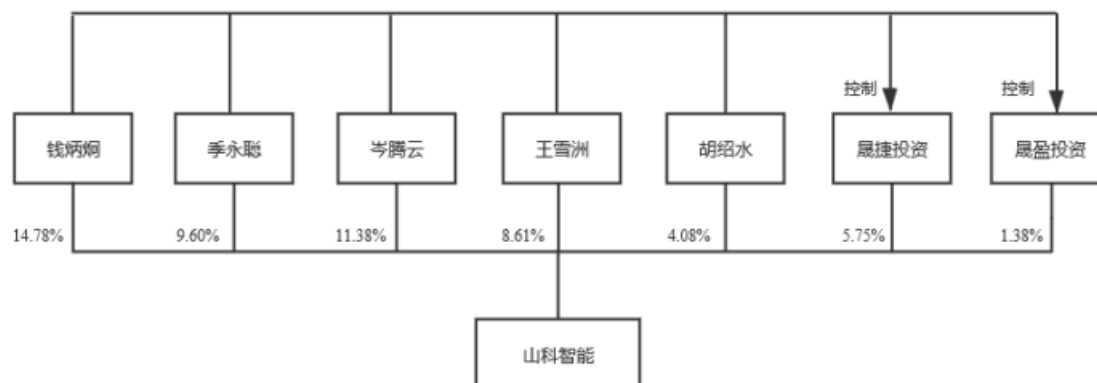 控制
控制
钱炳炯
季永聪
岑腾云
王雪洲
胡绍水
晟捷投资
晟盈投资
14.78%
9.60%
11.38%
8.61%
4.08%
5.75%
1.38%
山科智能